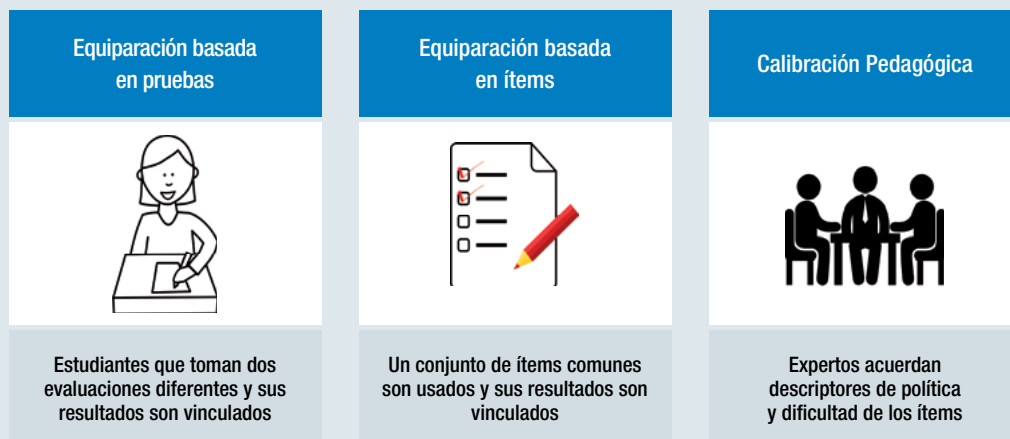 Equiparación basada
en pruebas
Equiparación basada
en ítems
Calibración Pedagógica
Estudiantes que toman dos
evaluaciones diferentes y sus
resultados son vinculados
Un conjunto de ítems comunes
son usados y sus resultados son
vinculados
Expertos acuerdan
descriptores de política
y dificultad de los ítems